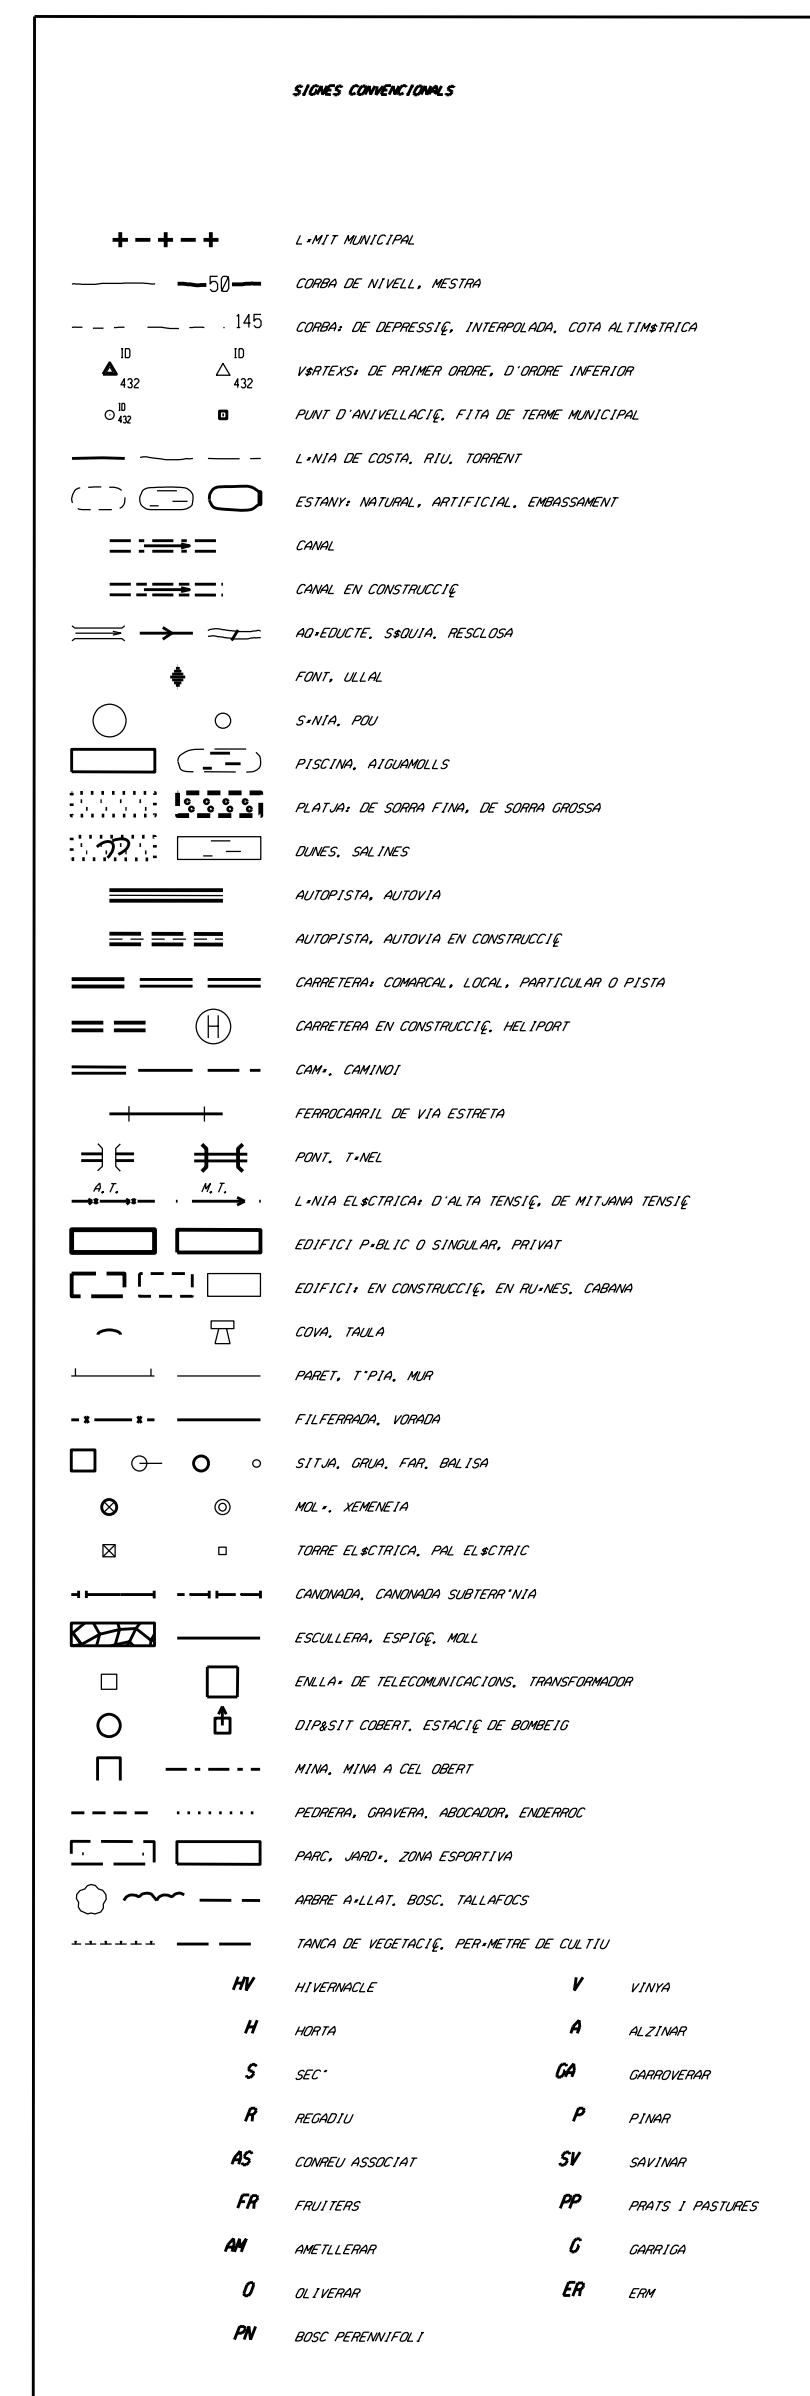 SIGNES CONVENCIONALS
L*MIT MUNICIPAL
50 CORBA DE NIVELL, MESTRA
145 CORBA: DE DEPRESSI₢, INTERPOLADA. COTA ALTIM$TRICA
ID 432 ID 432 V$RTEXS: DE PRIMER ORDRE, D'ORDRE INFERIOR
ID 432 PUNT D'ANIVELLACI₢. FITA DE TERME MUNICIPAL
L*NIA DE COSTA. RIU. TORRENT
ESTANY: NATURAL, ARTIFICIAL. EMBASSAMENT
CANAL
CANAL EN CONSTRUCCI₢
AQ*EDUCTE. S$QUIA. RESCLOSA
FONT, ULLAL
S*NIA. POU
PISCINA. AIGUAMOLLS
PLATJA: DE SORRA FINA, DE SORRA GROSSA
DUNES. SALINES
AUTOPISTA, AUTOVIA
AUTOPISTA, AUTOVIA EN CONSTRUCCI₢
CARRETERA: COMARCAL, LOCAL, PARTICULAR O PISTA
H CARRETERA EN CONSTRUCCI₢. HELIPORT
CAM*. CAMINOI
FERROCARRIL DE VIA ESTRETA
PONT. T*NEL
A.T. M.T. L*NIA EL$CTRICA: D'ALTA TENSI₢, DE MITJANA TENSI₢
EDIFICI P*BLIC O SINGULAR, PRIVAT
EDIFICI: EN CONSTRUCCI₢, EN RU*NES. CABANA
COVA. TAULA
PARET, T"PIA. MUR
FILFERRADA. VORADA
SITJA. GRUA. FAR. BALISA
MOL*. XEMENEIA
TORRE EL$CTRICA. PAL EL$CTRIC
CANONADA. CANONADA SUBTERR"NIA
ESCULLERA, ESPIG₢. MOLL
ENLLA* DE TELECOMUNICACIONS. TRANSFORMADOR
DIP&SIT COBERT. ESTACI₢ DE BOMBEIG
MINA. MINA A CEL OBERT
PEDRERA, GRAVERA. ABOCADOR, ENDERROC
PARC, JARD*. ZONA ESPORTIVA
ARBRE A*LLAT. BOSC. TALLAFOCS
TANCA DE VEGETACI₢. PER*METRE DE CULTIU
HV HIVERNACLE V VINYA
H HORTA A ALZINAR
S SEC" GA GARROVERAR
R REGADIU P PINAR
AS CONREU ASSOCIAT SV SAVINAR
FR FRUITERS PP PRATS I PASTURES
AM AMETLLERAR G GARRIGA
O OLIVERAR ER ERM
PN BOSC PERENNIFOLI